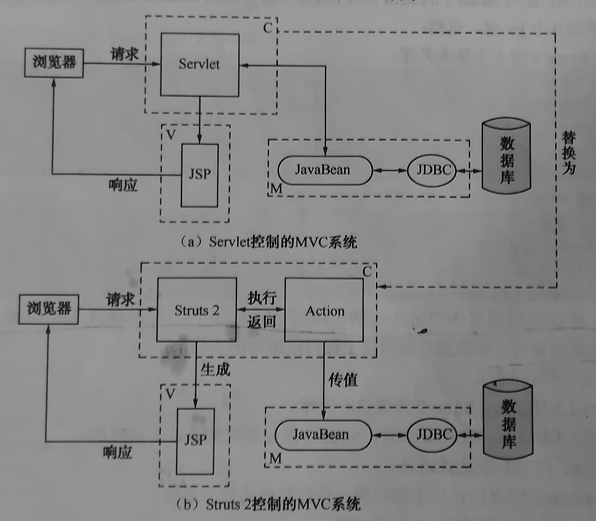 C
浏览器
请求
Servlet
V
JSP
响应
JavaBean
JDBC
M
数据库
替换为
（a）Servlet控制的MVC系统
C
浏览器
请求
Struts 2
执行
返回
Action
生成
传值
V
JSP
响应
JavaBean
JDBC
M
数据库
（b）Struts 2控制的MVC系统